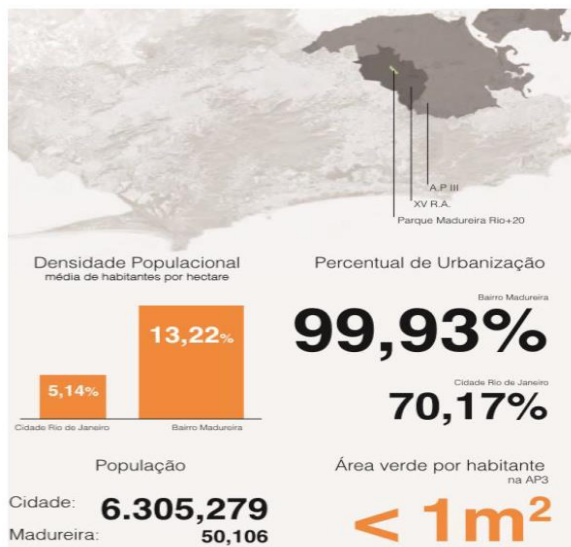 A.P III
XV R.A.
Parque Madureira Rio+20
Densidade Populacional
média de habitantes por hectare
13,22%
5,14%
Cidade Rio de Janeiro
Bairro Madureira
Percentual de Urbanização
Bairro Madureira
99,93%
Cidade Rio de Janeiro
70,17%
População
Cidade: 6.305,279
Madureira: 50,106
Área verde por habitante
na AP3
< 1m²